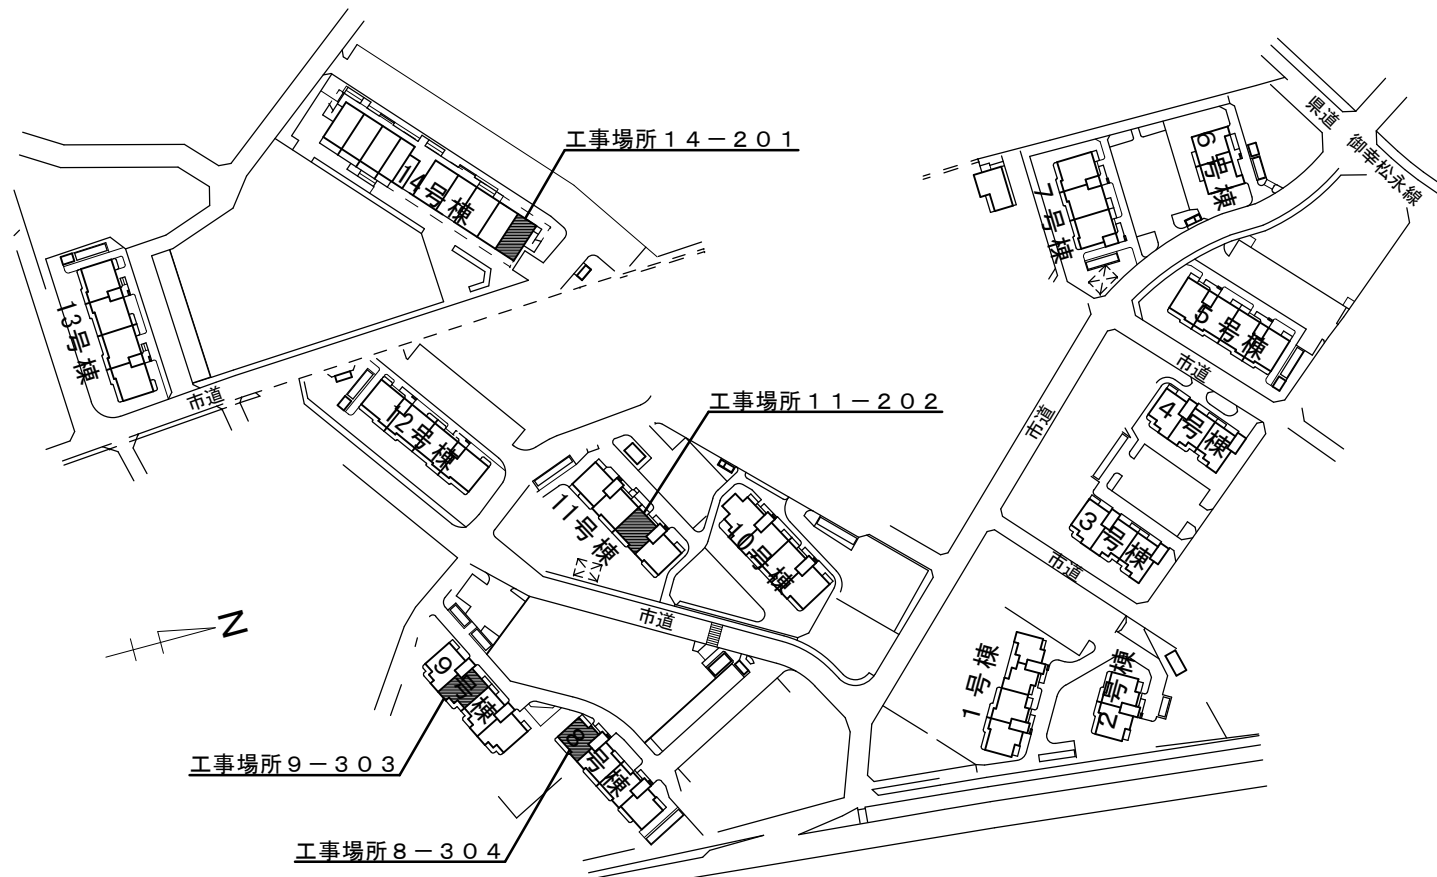 県道　御幸松永線
工事場所１４－２０１
６号棟
７号棟
14号棟
13号棟
５号棟
市道
市道
工事場所１１－２０２
市道
４号棟
12号棟
11号棟
10号棟
３号棟
市道
市道
N
１号棟
２号棟
９号棟
８号棟
工事場所９－３０３
工事場所８－３０４